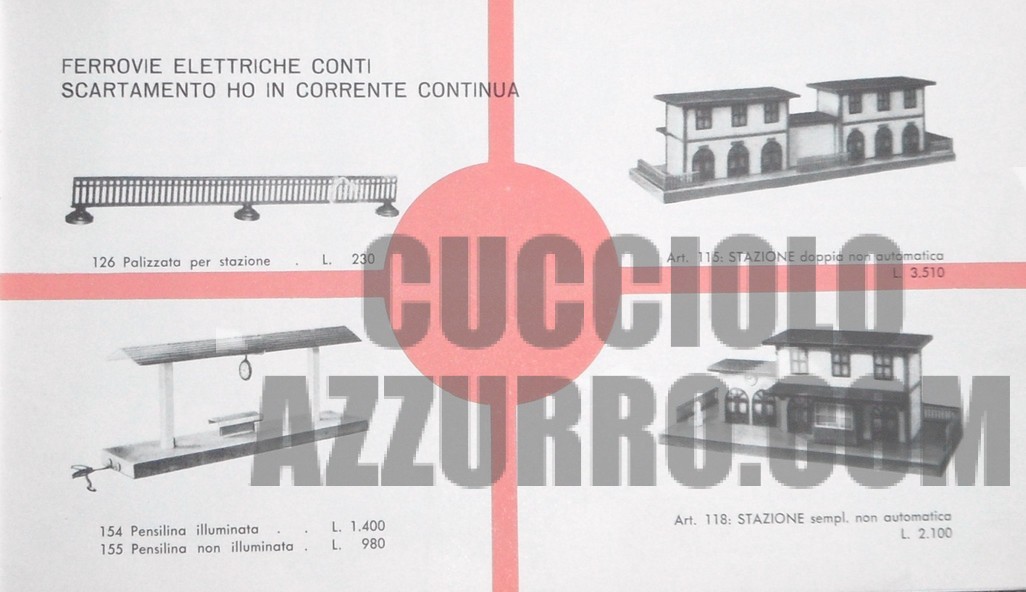 FERROVIE ELETTRICHE CONTI
SCARTAMENTO HO IN CORRENTE CONTINUA
126 Palizzata per stazione . L. 230
Art. 115: STAZIONE doppia non automatica
L. 3.510
CUCCIOLO
AZZURRO.COM
154 Pensilina illuminata . . L. 1.400
155 Pensilina non illuminata . L. 980
Art. 118: STAZIONE sempl. non automatica
L. 2.100